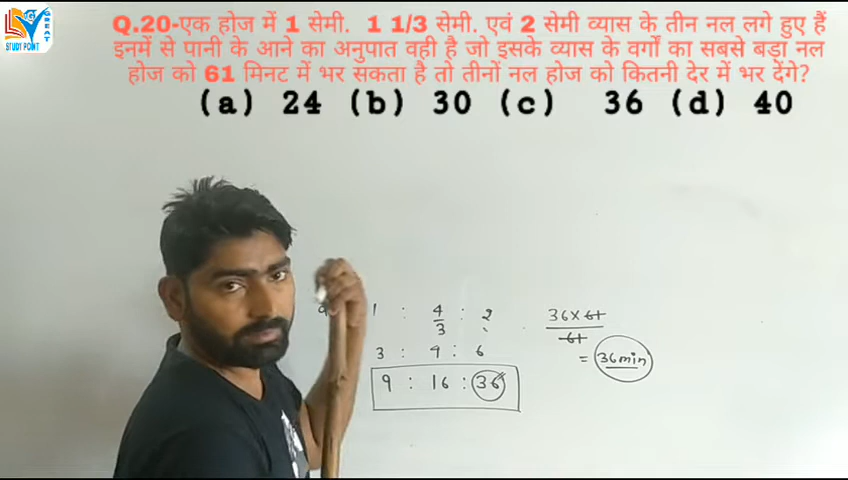 GREAT
STUDY POINT
Q.20-एक होज में 1 सेमी. 1 1/3 सेमी. एवं 2 सेमी व्यास के तीन नल लगे हुए हैं
इनमें से पानी के आने का अनुपात वही है जो इसके व्यास के वर्गों का सबसे बड़ा नल
होज को 61 मिनट में भर सकता है तो तीनों नल होज को कितनी देर में भर देंगे?
(a) 24 (b) 30 (c) 36 (d) 40
1 : 4/3 : 2
3 : 4 : 6
9 : 16 : 36
36×61
61
= 36min